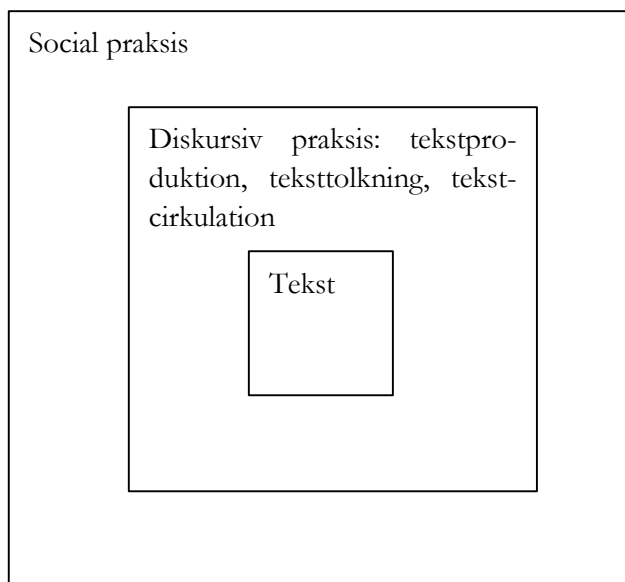 Social praksis
Diskursiv praksis: tekstpro-
duktion, teksttolkning, tekst-
cirkulation
Tekst